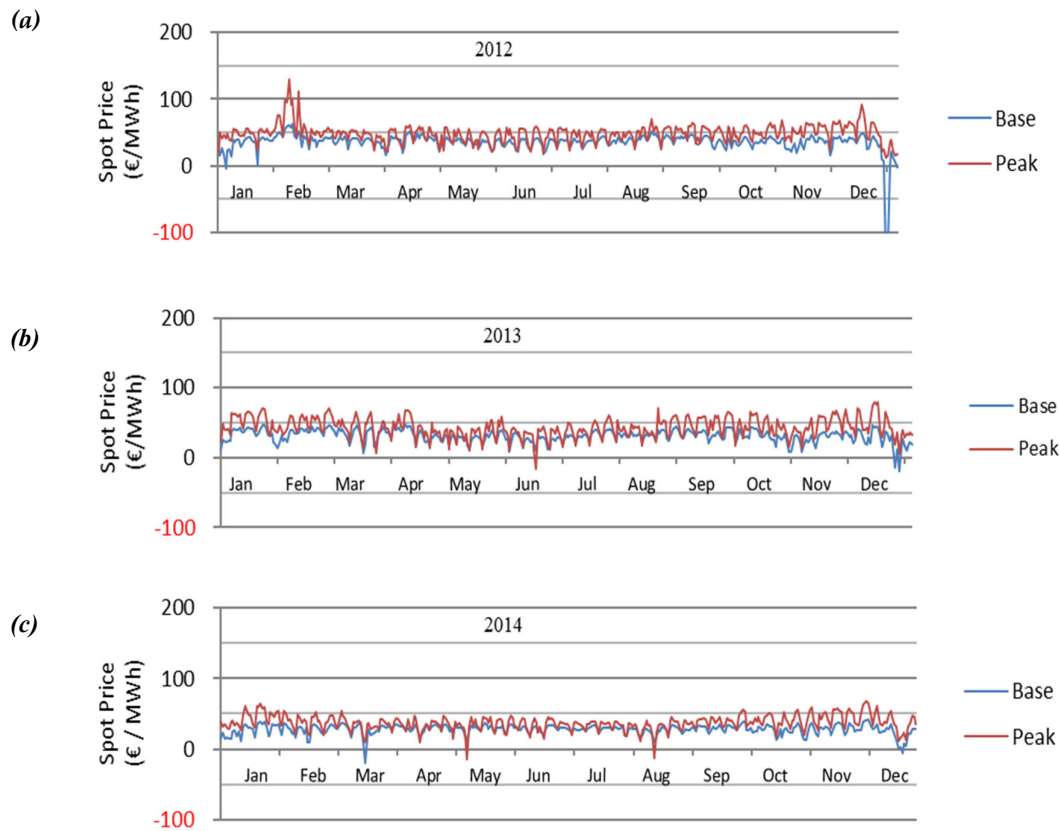 (a)
200
2012
100
0
-100
Spot Price
(€/MWh)
Jan Feb Mar Apr May Jun Jul Aug Sep Oct Nov Dec
Base
Peak
(b)
200
2013
100
0
-100
Spot Price
(€/MWh)
Jan Feb Mar Apr May Jun Jul Aug Sep Oct Nov Dec
Base
Peak
(c)
200
2014
100
0
-100
Spot Price
(€ / MWh)
Jan Feb Mar Apr May Jun Jul Aug Sep Oct Nov Dec
Base
Peak